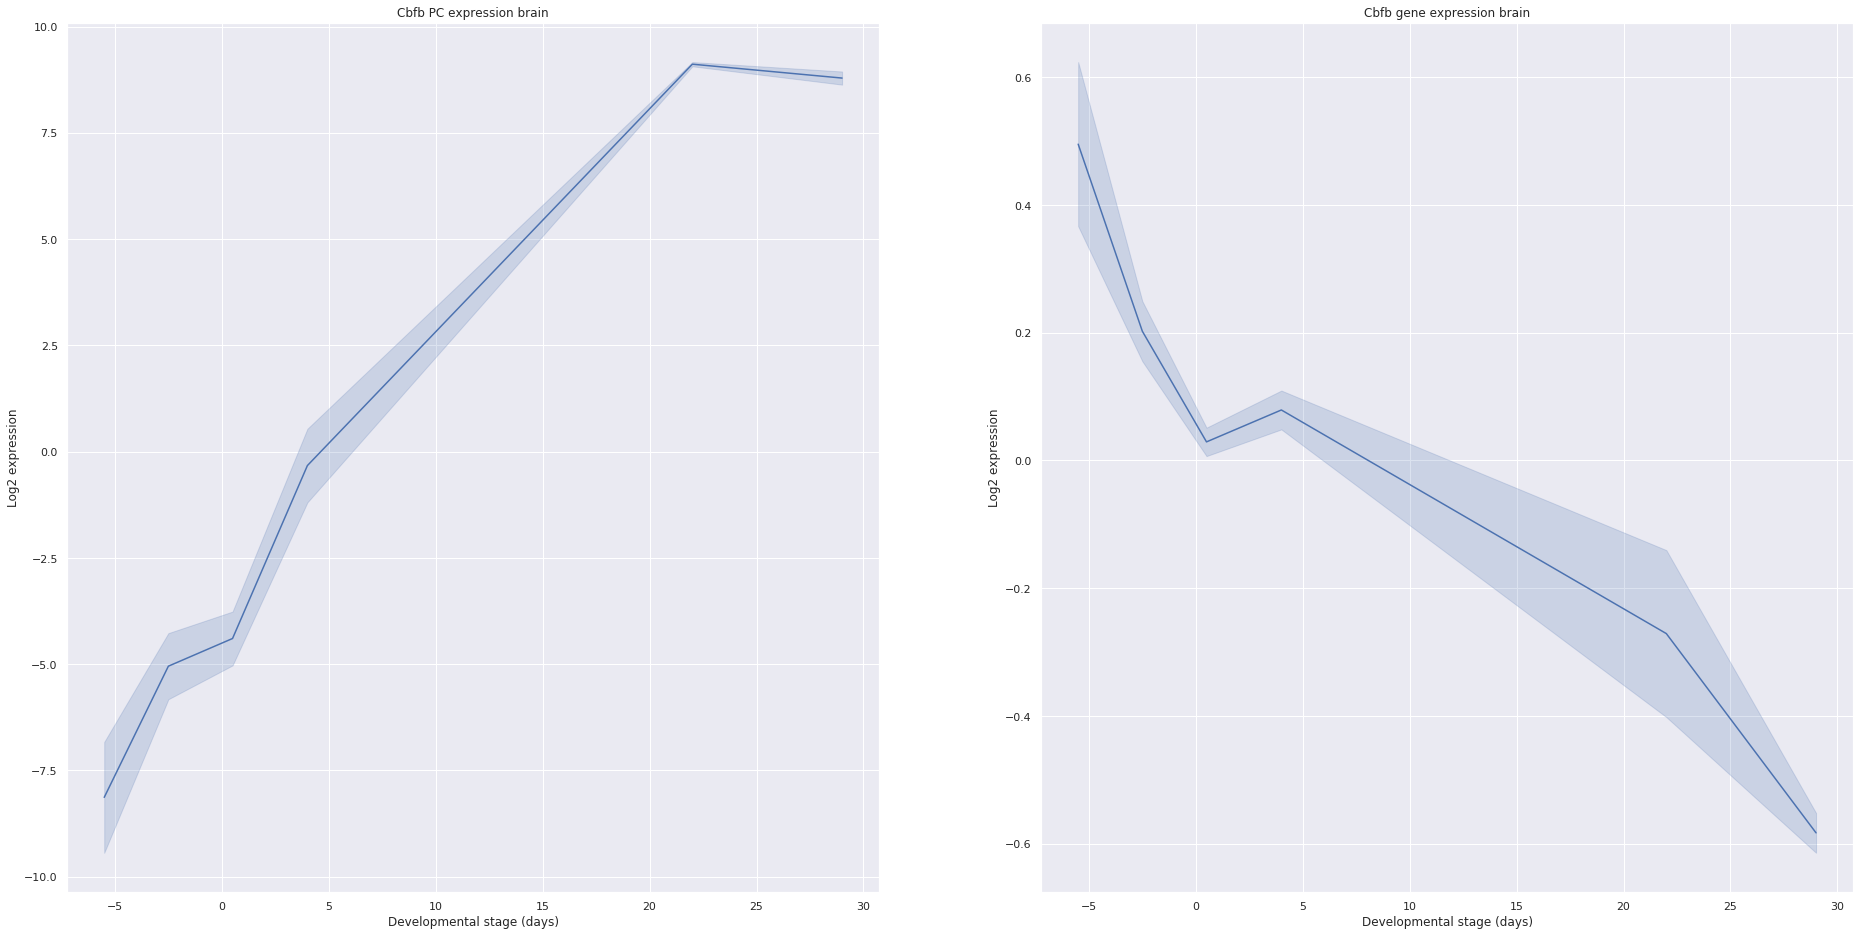 Cbfb PC expression brain
10.0
7.5
5.0
2.5
0.0
−2.5
−5.0
−7.5
−10.0
Log2 expression
−5 0 5 10 15 20 25 30
Developmental stage (days)
Cbfb gene expression brain
0.6
0.4
0.2
0.0
−0.2
−0.4
−0.6
Log2 expression
−5 0 5 10 15 20 25 30
Developmental stage (days)